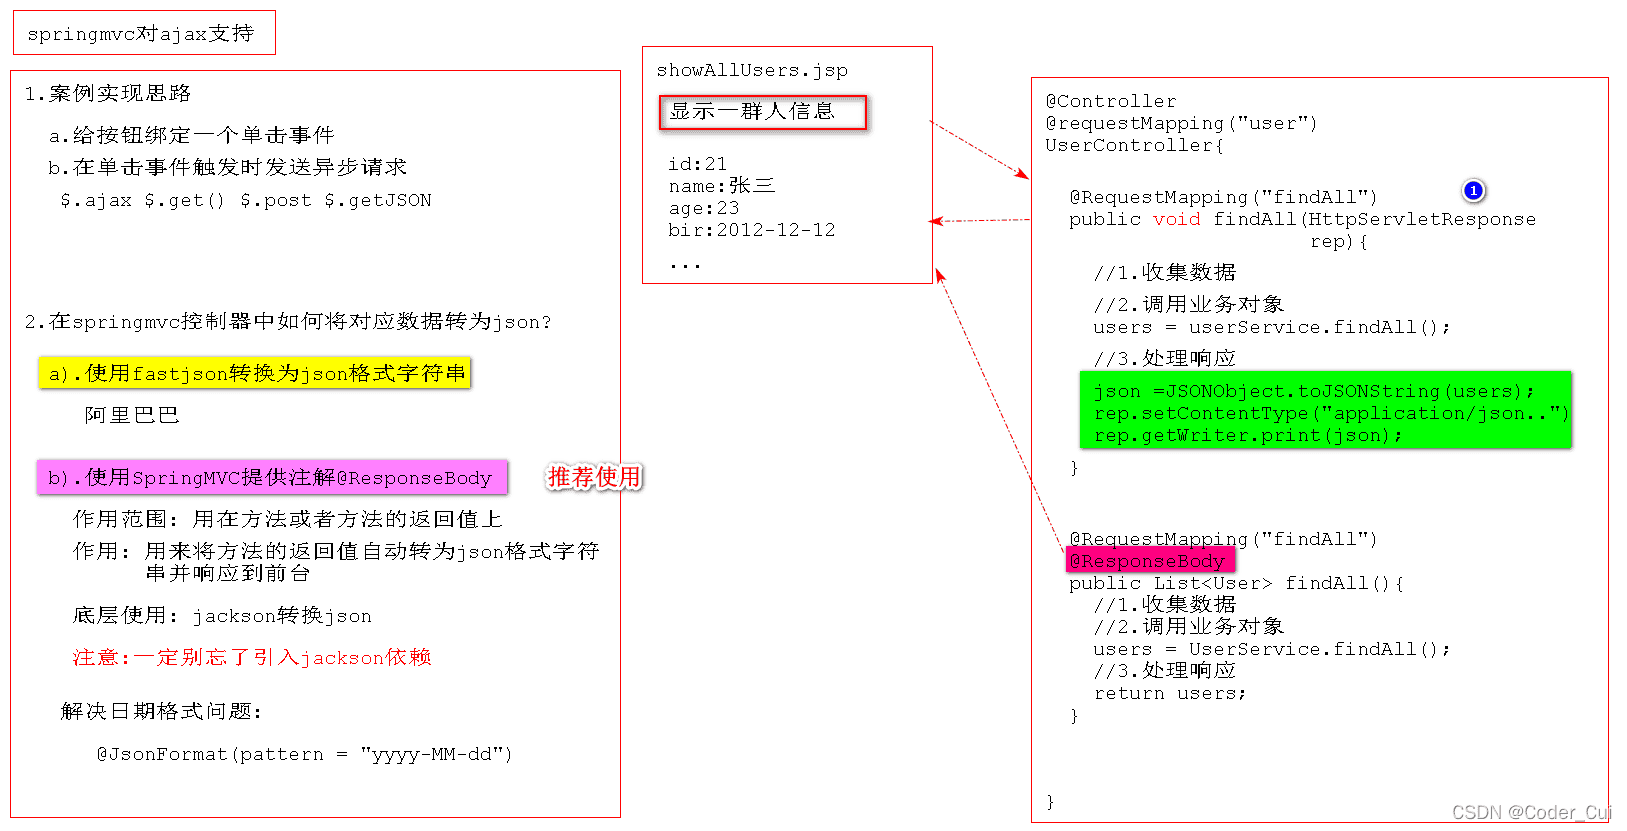 springmvc对ajax支持
1.案例实现思路
a.给按钮绑定一个单击事件
b.在单击事件触发时发送异步请求
$.ajax $.get() $.post $.getJSON
2.在springmvc控制器中如何将对应数据转为json?
a).使用fastjson转换为json格式字符串
阿里巴巴
b).使用SpringMVC提供注解@ResponseBody
推荐使用
作用范围: 用在方法或者方法的返回值上
作用: 用来将方法的返回值自动转为json格式字符
串并响应到前台
底层使用: jackson转换json
注意:一定别忘了引入jackson依赖
解决日期格式问题:
@JsonFormat(pattern = "yyyy-MM-dd")
showAllUsers.jsp
显示一群人信息
id:21
name:张三
age:23
bir:2012-12-12
...
@Controller
@requestMapping("user")
UserController{
@RequestMapping("findAll")
1
public void findAll(HttpServletResponse
rep){
//1.收集数据
//2.调用业务对象
users = userService.findAll();
//3.处理响应
json =JSONObject.toJSONString(users);
rep.setContentType("application/json..")
rep.getWriter.print(json);
}
@RequestMapping("findAll")
@ResponseBody
public List<User> findAll(){
//1.收集数据
//2.调用业务对象
users = UserService.findAll();
//3.处理响应
return users;
}
}
CSDN @Coder_Cui